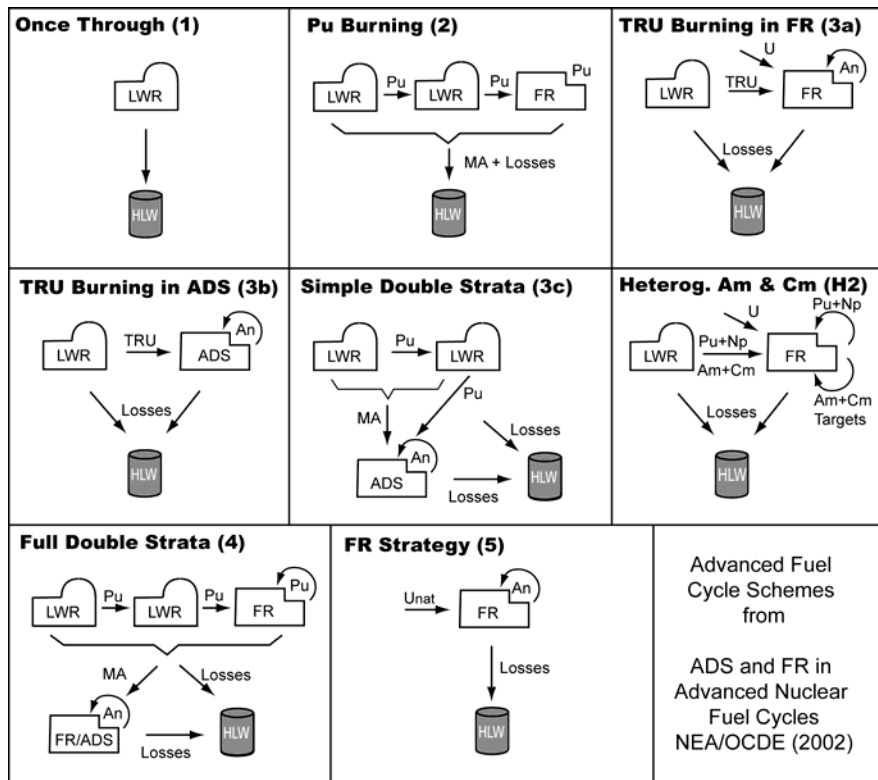 Once Through (1)
LWR
HLW
Pu Burning (2)
LWR
Pu
LWR
Pu
FR
Pu
MA + Losses
HLW
TRU Burning in FR (3a)
U
An
LWR
TRU
FR
Losses
HLW
TRU Burning in ADS (3b)
TRU
An
LWR
ADS
Losses
HLW
Simple Double Strata (3c)
LWR
Pu
LWR
Pu
MA
Losses
An
ADS
Losses
HLW
Heterog. Am & Cm (H2)
Pu+Np
U
LWR
Pu+Np
Am+Cm
FR
Am+Cm
Targets
Losses
HLW
Full Double Strata (4)
LWR
Pu
LWR
Pu
FR
Pu
MA
Losses
An
FR/ADS
Losses
HLW
FR Strategy (5)
Unat
An
FR
Losses
HLW
Advanced Fuel
Cycle Schemes
from
ADS and FR in
Advanced Nuclear
Fuel Cycles
NEA/OCDE (2002)